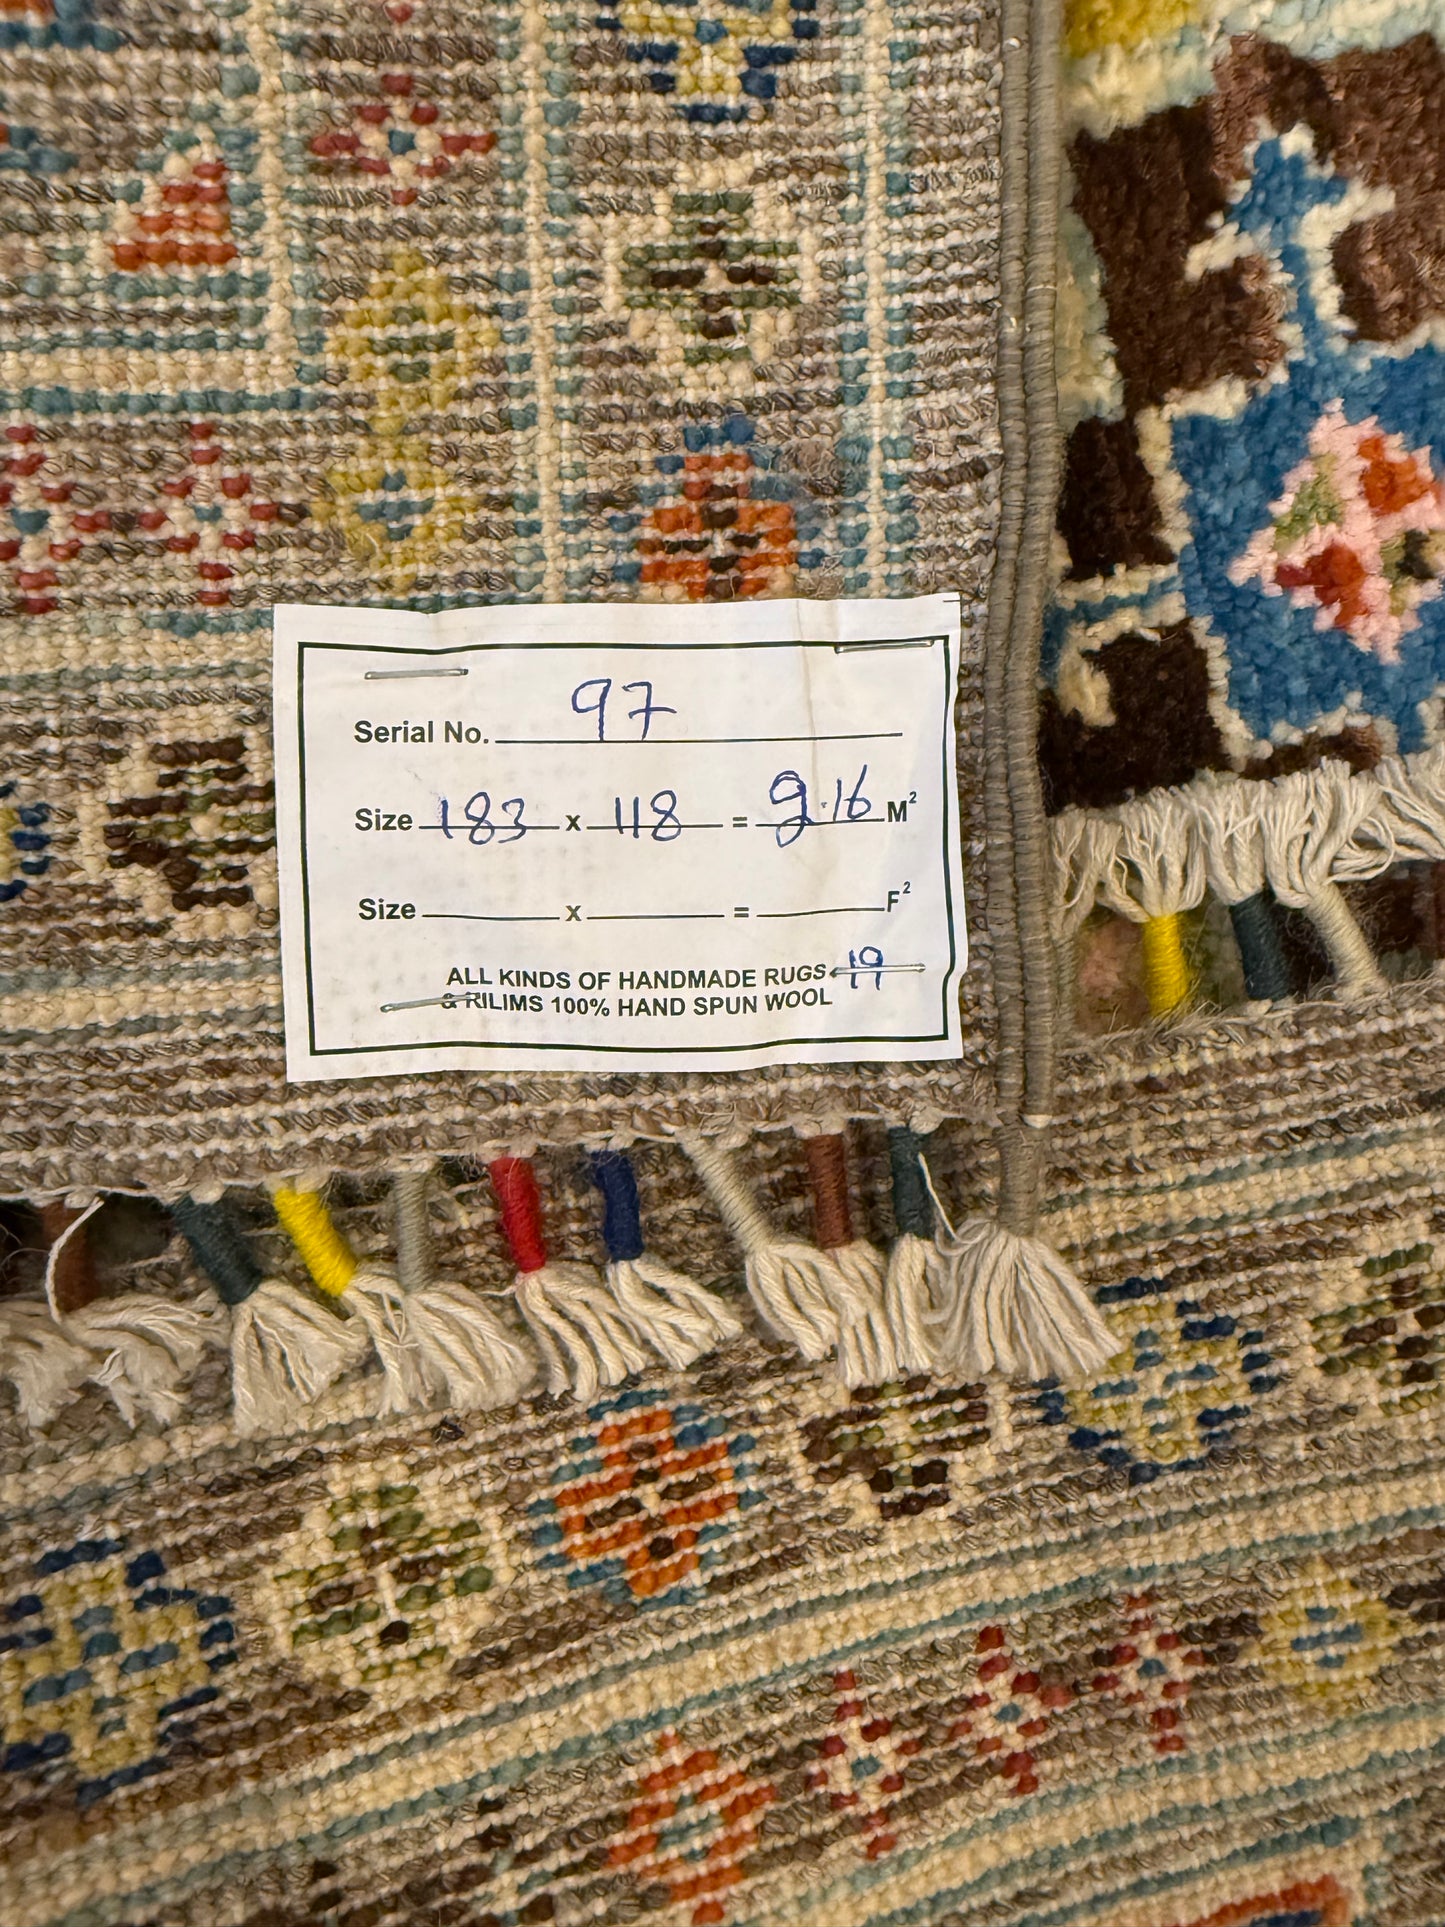 Serial No. 97
Size 183 x 118 = 2.16 M²
Size x = F²
ALL KINDS OF HANDMADE RUGS 19
& RILIMS 100% HAND SPUN WOOL